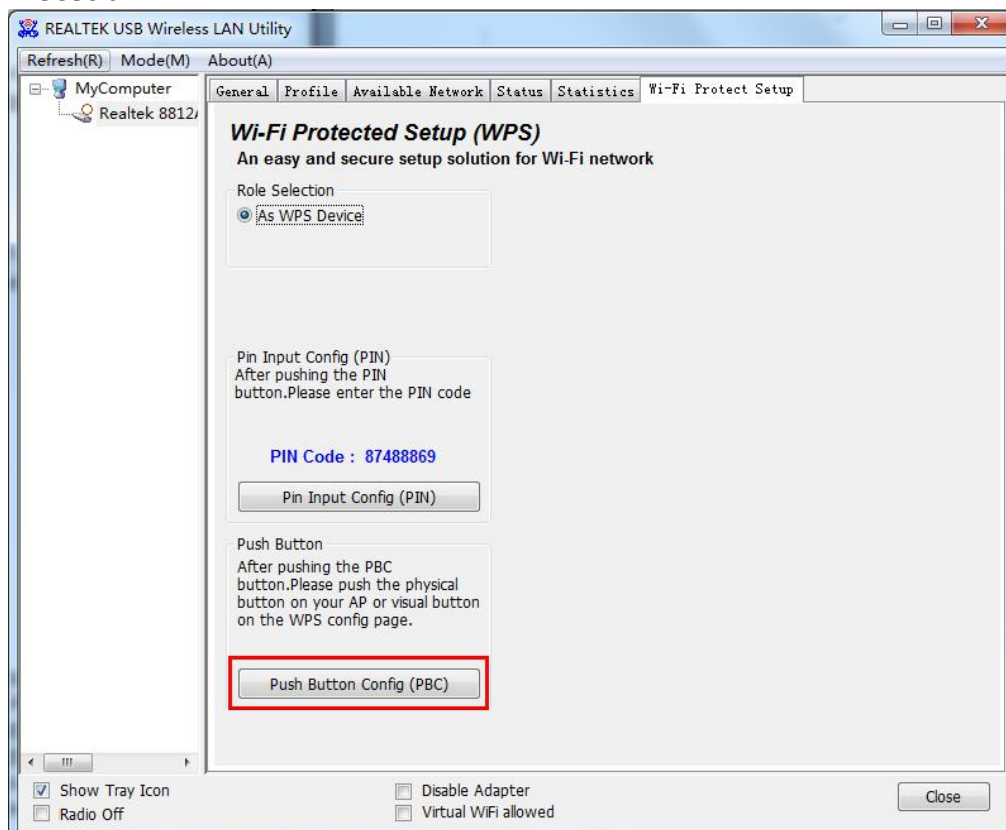 REALTEK USB Wireless LAN Utility
Refresh(R) Mode(M) About(A)
MyComputer
Realtek 8812A
General Profile Available Network Status Statistics Wi-Fi Protect Setup
Wi-Fi Protected Setup (WPS)
An easy and secure setup solution for Wi-Fi network
Role Selection
As WPS Device
Pin Input Config (PIN)
After pushing the PIN
button.Please enter the PIN code
PIN Code : 87488869
Pin Input Config (PIN)
Push Button
After pushing the PBC
button.Please push the physical
button on your AP or visual button
on the WPS config page.
Push Button Config (PBC)
Show Tray Icon
Radio Off
Disable Adapter
Virtual WiFi allowed
Close